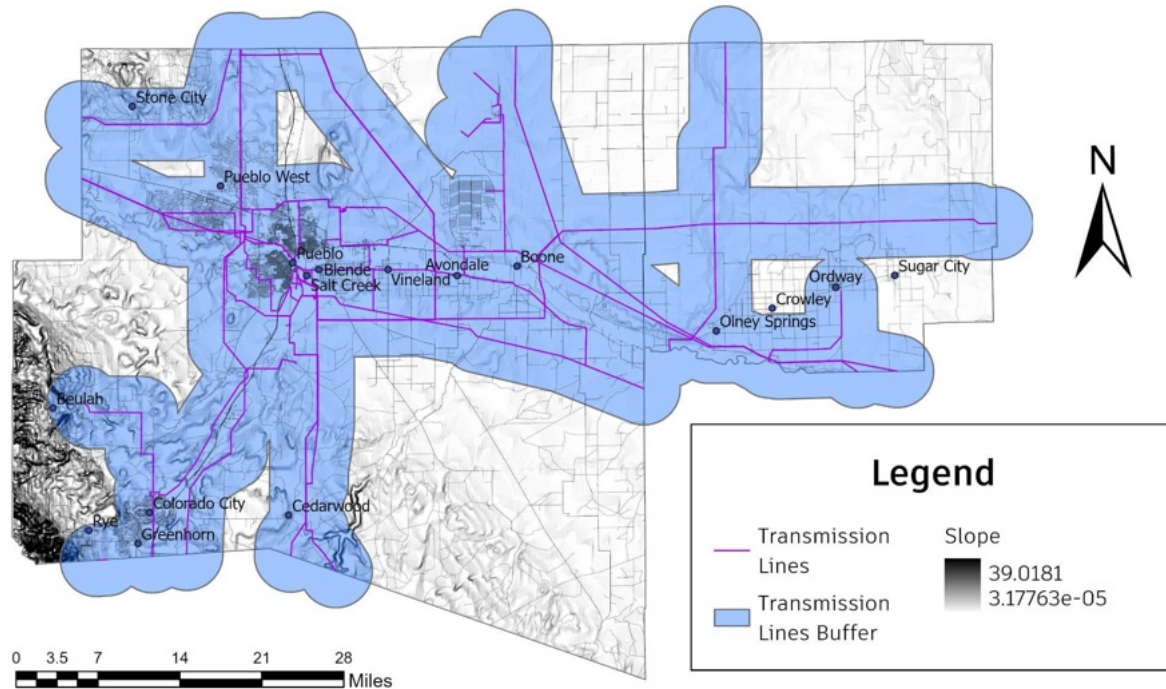 Stone City
Pueblo West
N
Pueblo
Blende
Salt Creek
Vineland
Avondale
Boone
Sugar City
Ordway
Crowley
Olney Springs
Beulah
Colorado City
Rye
Greenhorn
Cedarwood
Legend
Transmission
Lines
Transmission
Lines Buffer
Slope
39.0181
3.17763e-05
0 3.5 7 14 21 28
Miles